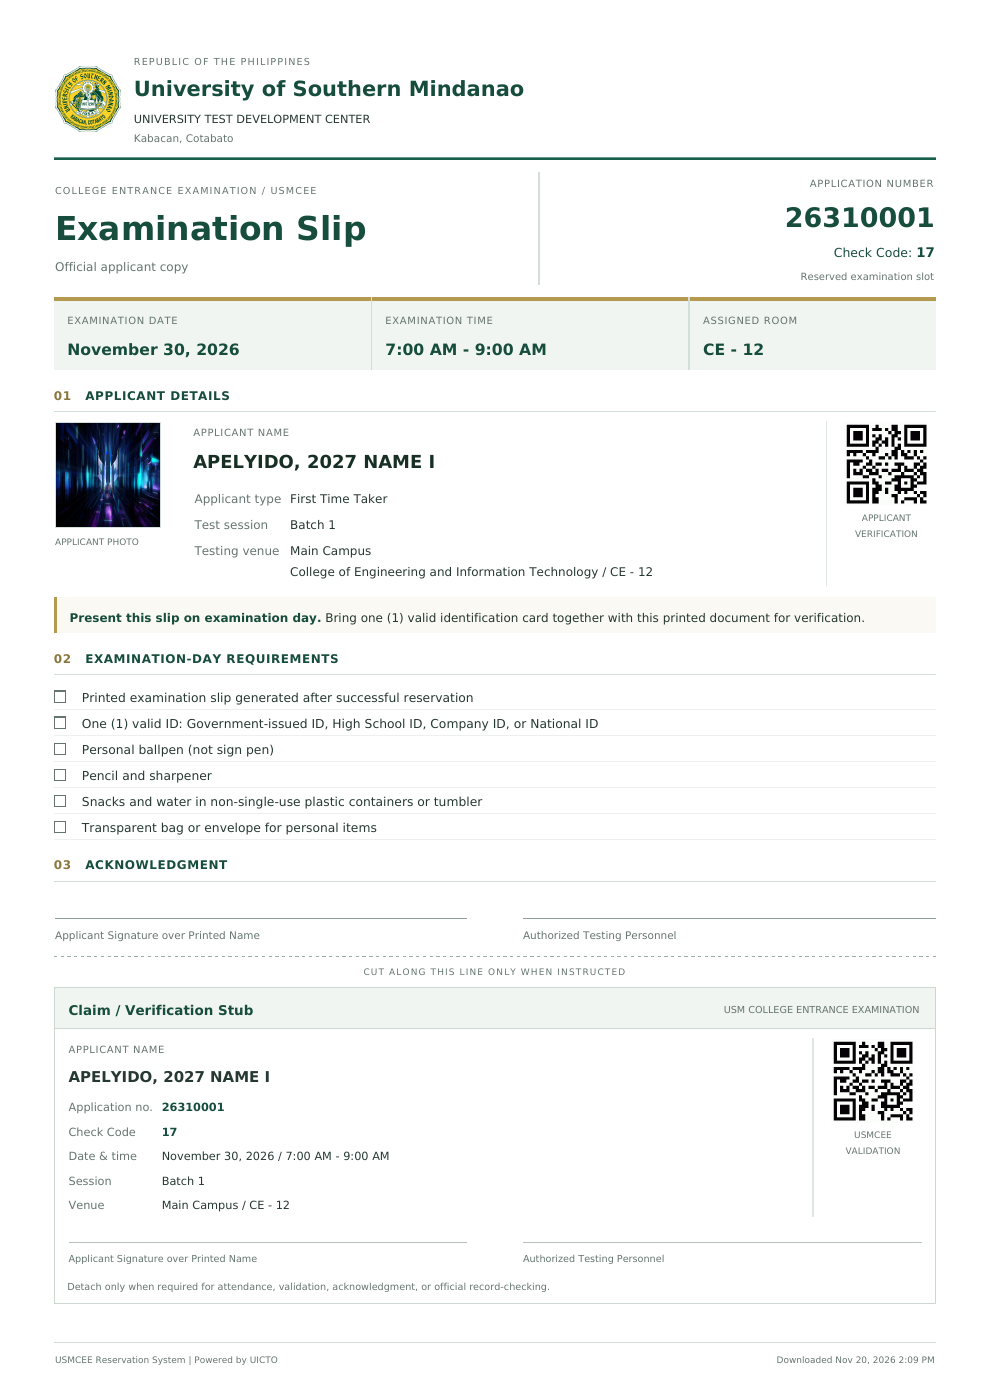 REPUBLIC OF THE PHILIPPINES
University of Southern Mindanao
UNIVERSITY TEST DEVELOPMENT CENTER
Kabacan, Cotabato
COLLEGE ENTRANCE EXAMINATION / USMCEE
Examination Slip
Official applicant copy
APPLICATION NUMBER
26310001
Check Code: 17
Reserved examination slot
EXAMINATION DATE
November 30, 2026
EXAMINATION TIME
7:00 AM - 9:00 AM
ASSIGNED ROOM
CE - 12
01 APPLICANT DETAILS
APPLICANT PHOTO
APPLICANT NAME
APELYIDO, 2027 NAME I
Applicant type First Time Taker
Test session Batch 1
Testing venue Main Campus
College of Engineering and Information Technology / CE - 12
APPLICANT
VERIFICATION
Present this slip on examination day. Bring one (1) valid identification card together with this printed document for verification.
02 EXAMINATION-DAY REQUIREMENTS
Printed examination slip generated after successful reservation
One (1) valid ID: Government-issued ID, High School ID, Company ID, or National ID
Personal ballpen (not sign pen)
Pencil and sharpener
Snacks and water in non-single-use plastic containers or tumbler
Transparent bag or envelope for personal items
03 ACKNOWLEDGMENT
Applicant Signature over Printed Name
Authorized Testing Personnel
CUT ALONG THIS LINE ONLY WHEN INSTRUCTED
Claim / Verification Stub
USM COLLEGE ENTRANCE EXAMINATION
APPLICANT NAME
APELYIDO, 2027 NAME I
Application no. 26310001
Check Code 17
Date & time November 30, 2026 / 7:00 AM - 9:00 AM
Session Batch 1
Venue Main Campus / CE - 12
USMCEE
VALIDATION
Applicant Signature over Printed Name
Authorized Testing Personnel
Detach only when required for attendance, validation, acknowledgment, or official record-checking.
USMCEE Reservation System | Powered by UICTO
Downloaded Nov 20, 2026 2:09 PM